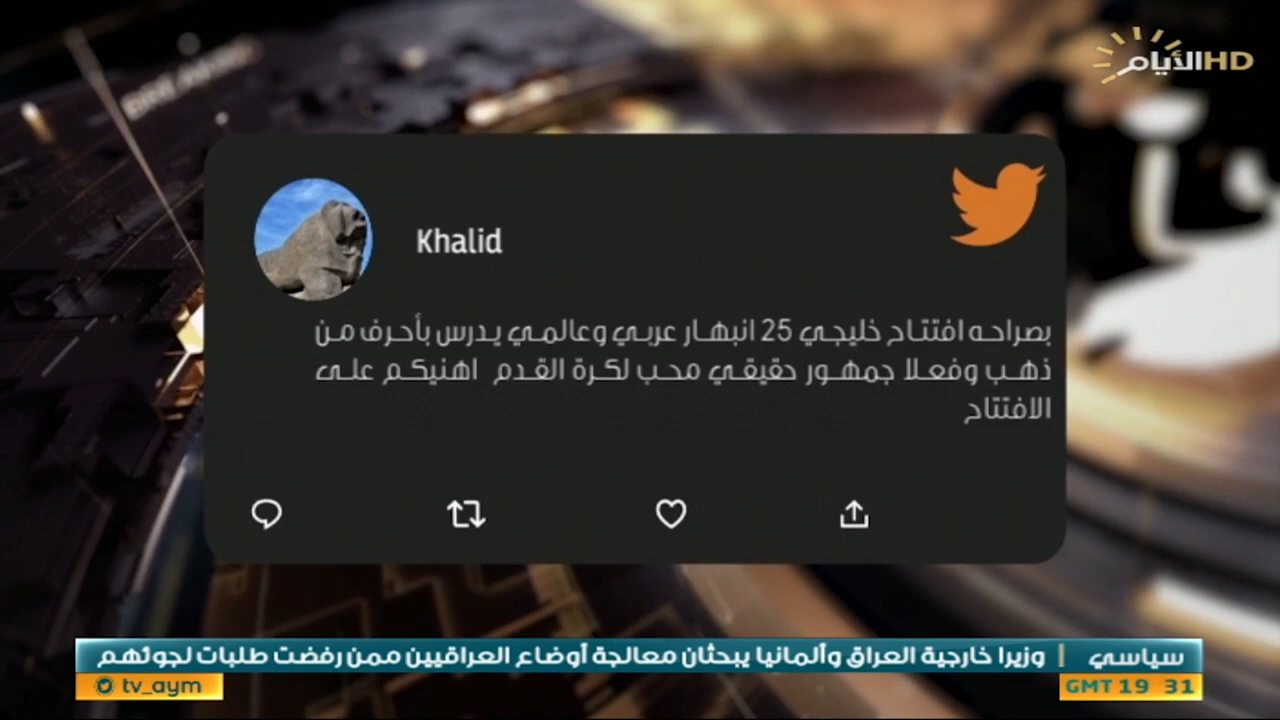 الأيام HD
BREAKING
Khalid
بصراحه افتتاح خليجي 25 انبهار عربي وعالمي يدرس بأحرف من
ذهب وفعلا جمهور حقيقي محب لكرة القدم اهنيكم على
الافتتاح
سياسي | وزيرا خارجية العراق وألمانيا يبحثان معالجة أوضاع العراقيين ممن رفضت طلبات لجوئهم
GMT 19 31
tv_aym